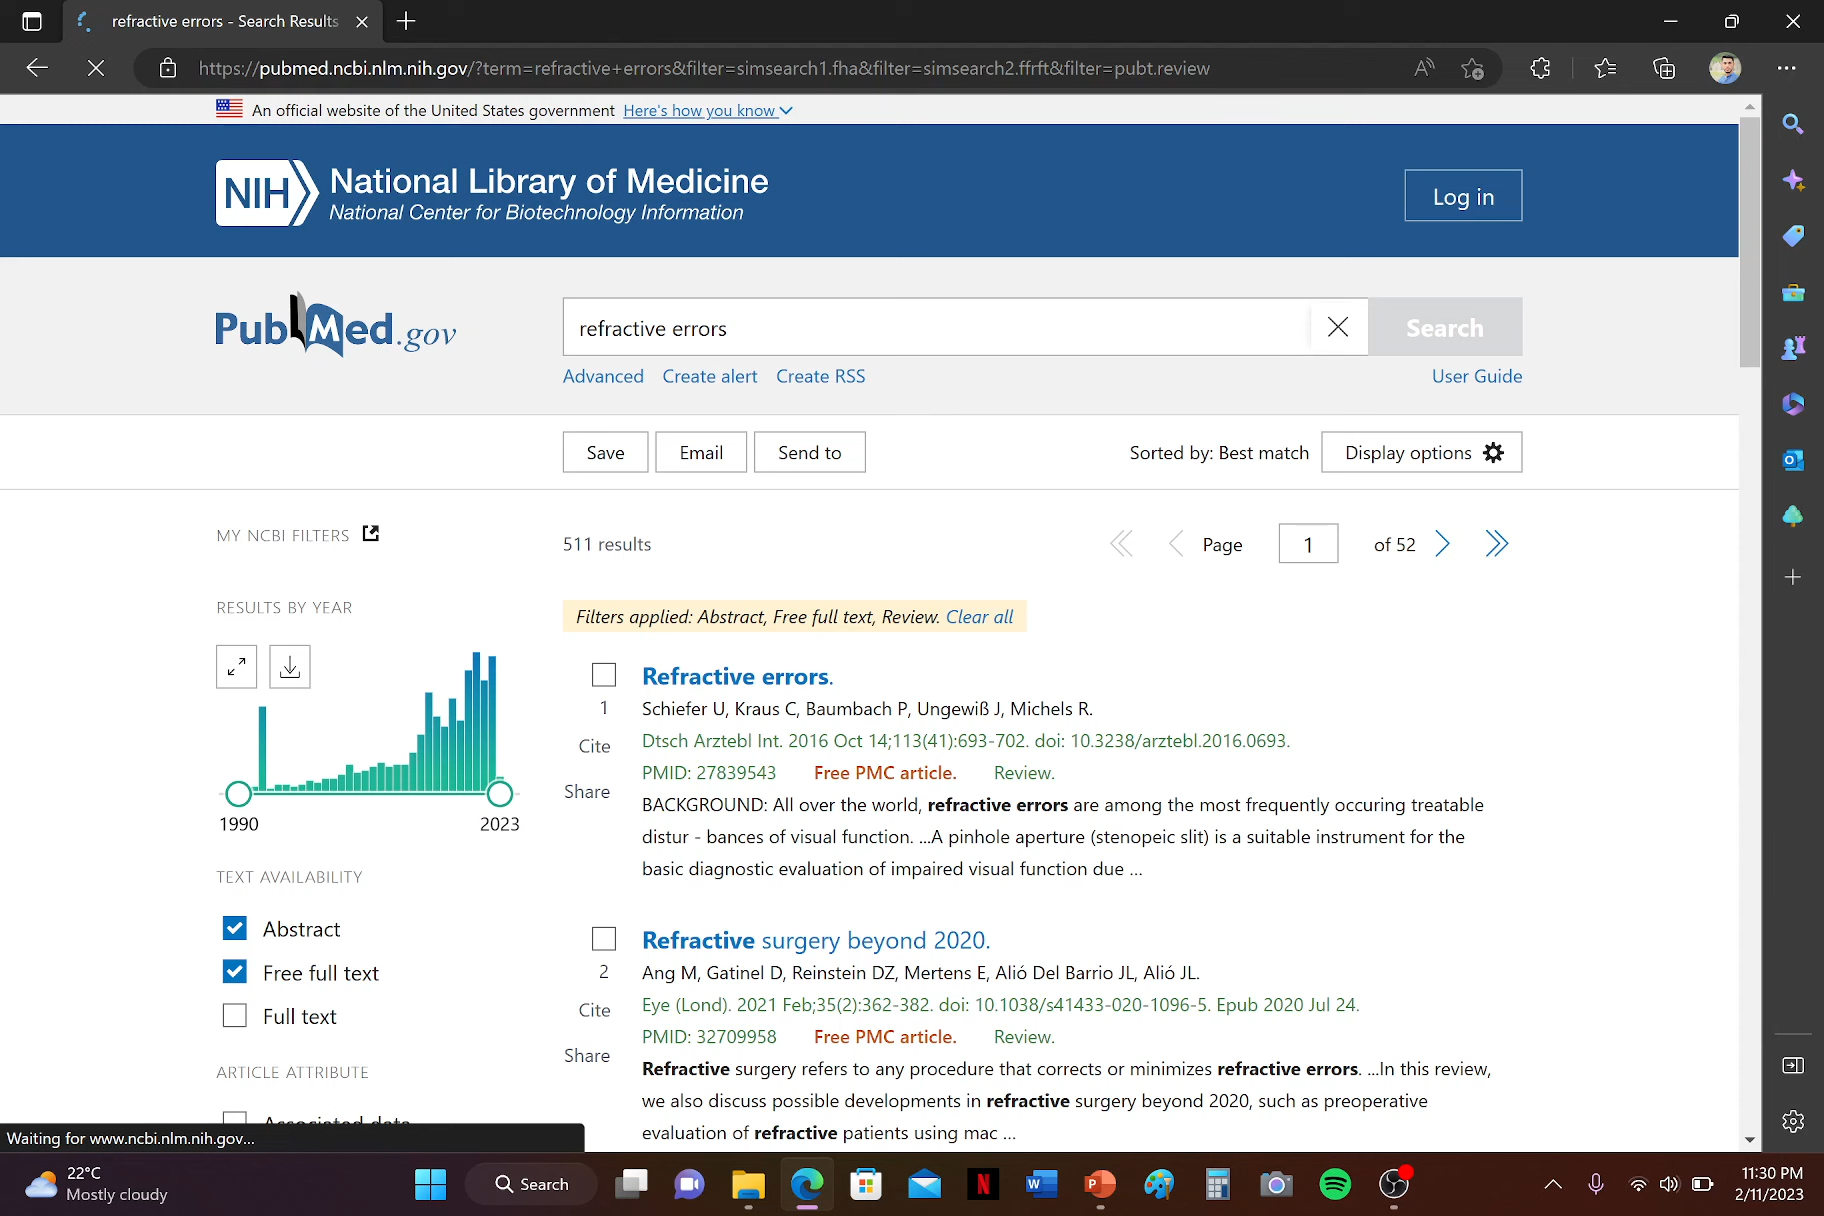 refractive errors - Search Results
https://pubmed.ncbi.nlm.nih.gov/?term=refractive+errors&filter=simsearch1.fha&filter=simsearch2.ffrft&filter=pubt.review
An official website of the United States government Here's how you know
NIH National Library of Medicine
National Center for Biotechnology Information
Log in
PubMed.gov
refractive errors
Search
Advanced Create alert Create RSS
User Guide
Save Email Send to
Sorted by: Best match Display options
MY NCBI FILTERS
511 results
Page 1 of 52
RESULTS BY YEAR
1990 2023
Filters applied: Abstract, Free full text, Review. Clear all
Refractive errors.
1
Schiefer U, Kraus C, Baumbach P, Ungewiß J, Michels R.
Cite
Dtsch Arztebl Int. 2016 Oct 14;113(41):693-702. doi: 10.3238/arztebl.2016.0693.
PMID: 27839543 Free PMC article. Review.
Share
BACKGROUND: All over the world, refractive errors are among the most frequently occuring treatable
distur - bances of visual function. ...A pinhole aperture (stenopeic slit) is a suitable instrument for the
basic diagnostic evaluation of impaired visual function due ...
TEXT AVAILABILITY
Abstract
Free full text
Full text
ARTICLE ATTRIBUTE
Associated data
Refractive surgery beyond 2020.
2
Ang M, Gatinel D, Reinstein DZ, Mertens E, Alió Del Barrio JL, Alió JL.
Cite
Eye (Lond). 2021 Feb;35(2):362-382. doi: 10.1038/s41433-020-1096-5. Epub 2020 Jul 24.
PMID: 32709958 Free PMC article. Review.
Share
Refractive surgery refers to any procedure that corrects or minimizes refractive errors. ...In this review,
we also discuss possible developments in refractive surgery beyond 2020, such as preoperative
evaluation of refractive patients using mac ...
Waiting for www.ncbi.nlm.nih.gov...
22°C
Mostly cloudy
Search
11:30 PM
2/11/2023